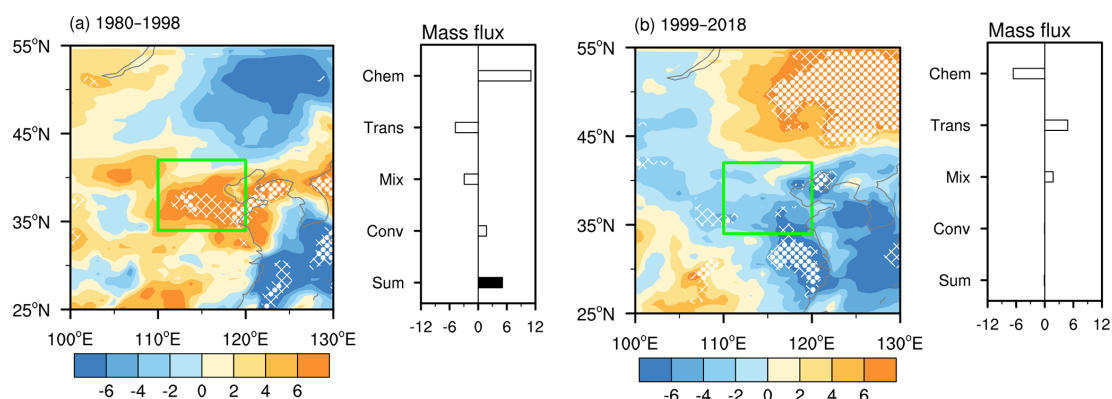 (a) 1980–1998
Mass flux
55°N
45°N
35°N
25°N
100°E 110°E 120°E 130°E
-6 -4 -2 0 2 4 6
Chem
Trans
Mix
Conv
Sum
-12 -6 0 6 12
(b) 1999–2018
Mass flux
55°N
45°N
35°N
25°N
100°E 110°E 120°E 130°E
-6 -4 -2 0 2 4 6
Chem
Trans
Mix
Conv
Sum
-12 -6 0 6 12